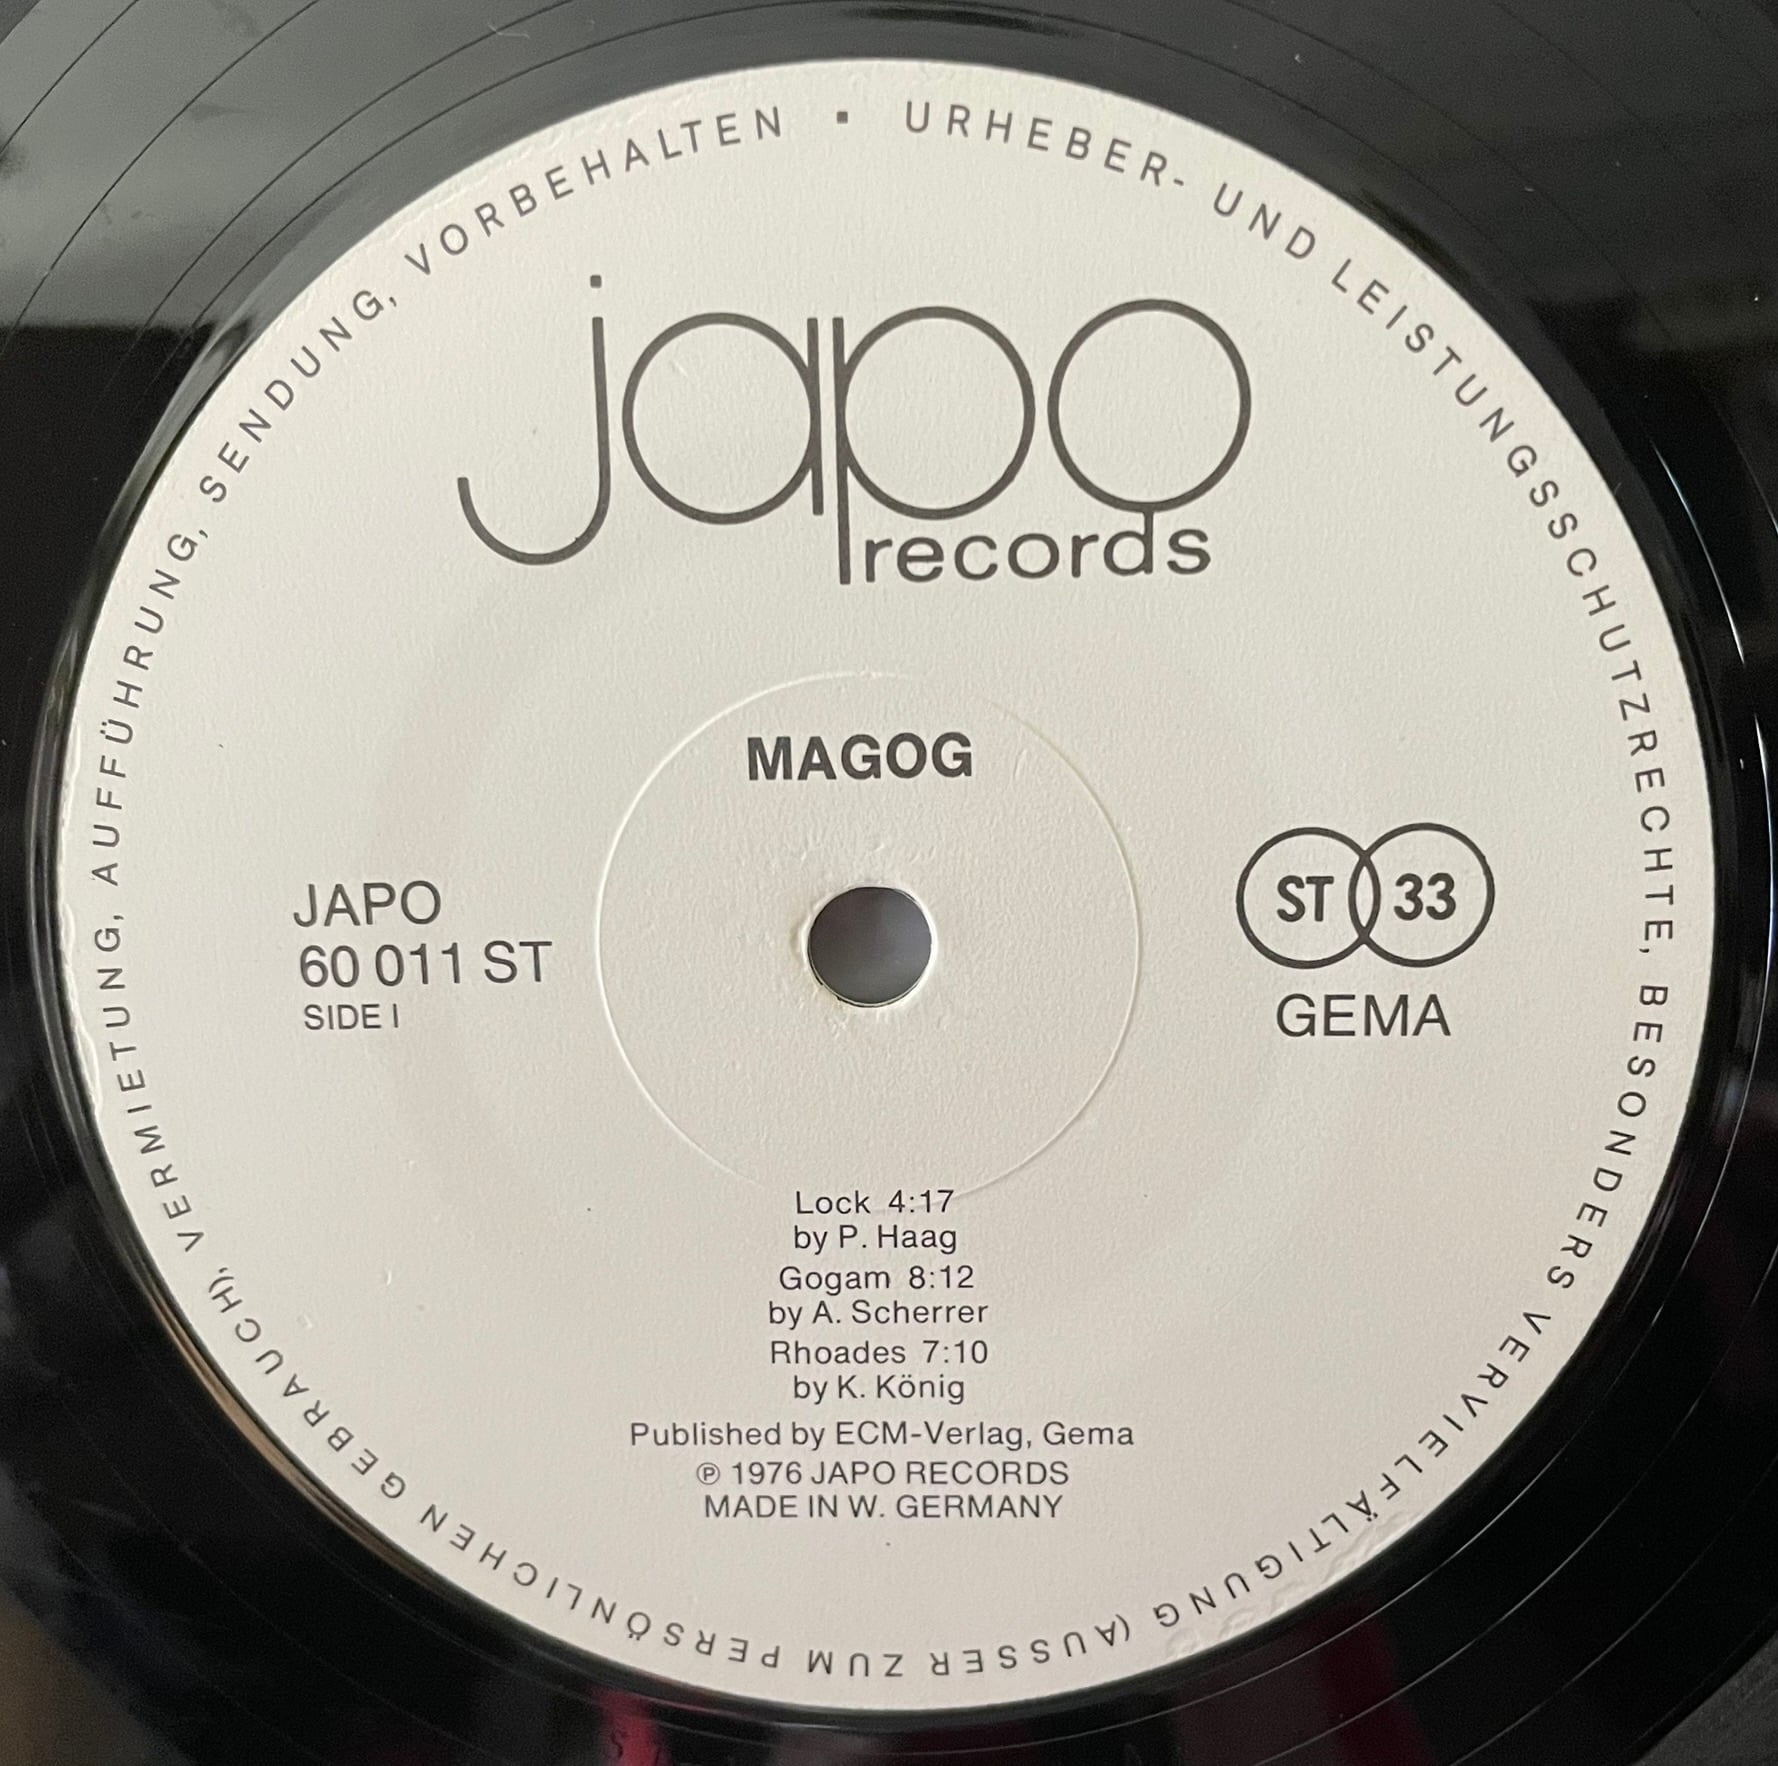 URHEBER- UND LEISTUNGSSCHUTZRECHTE, BESONDERS VERVIELFÄLTIGUNG (AUSSER ZUM PERSÖNLICHEN GEBRAUCH), VERMIETUNG, AUFFÜHRUNG, SENDUNG, VORBEHALTEN ▪
japo
records
MAGOG
JAPO
60 011 ST
SIDE I
ST 33
GEMA
Lock 4:17
by P. Haag
Gogam 8:12
by A. Scherrer
Rhoades 7:10
by K. König
Published by ECM-Verlag, Gema
℗ 1976 JAPO RECORDS
MADE IN W. GERMANY